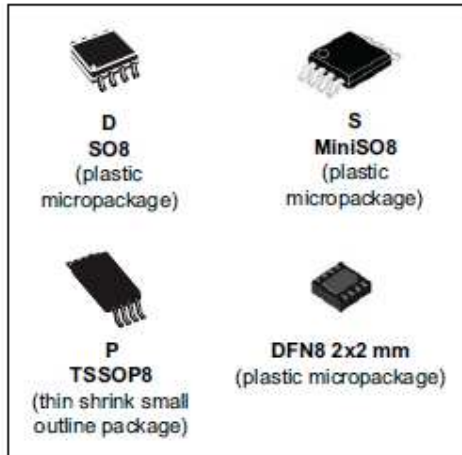 D
SO8
(plastic
micropackage)
S
MiniSO8
(plastic
micropackage)
P
TSSOP8
(thin shrink small
outline package)
DFN8 2x2 mm
(plastic micropackage)